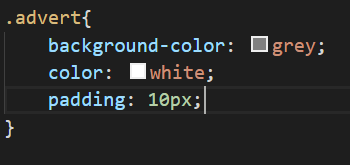 .advert{
background-color: grey;
color: white;
padding: 10px;
}